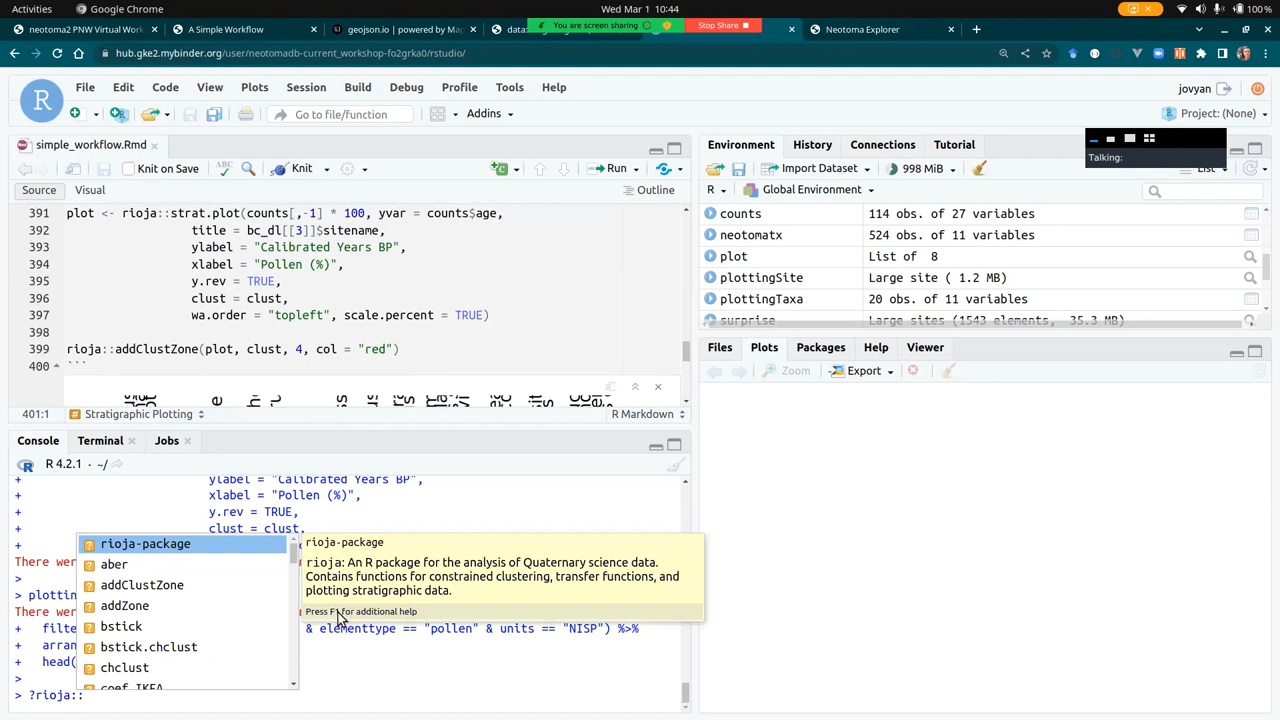 Activities
Google Chrome
Wed Mar 1 10:44
100 %
neotoma2 PNW Virtual Work
A Simple Workflow
geojson.io | powered by Ma
data:
You are screen sharing
Stop Share
Neotoma Explorer
hub.gke2.mybinder.org/user/neotomadb-current_workshop-fo2grka0/rstudio/
R
File
Edit
Code
View
Plots
Session
Build
Debug
Profile
Tools
Help
jovyan
Go to file/function
Addins
Project: (None)
simple_workflow.Rmd
Knit on Save
Knit
Run
Source
Visual
Outline
391 plot <- rioja::strat.plot(counts[,-1] * 100, yvar = counts$age,
392 title = bc_dl[[3]]$sitename,
393 ylabel = "Calibrated Years BP",
394 xlabel = "Pollen (%)",
395 y.rev = TRUE,
396 clust = clust,
397 wa.order = "topleft", scale.percent = TRUE)
398
399 rioja::addClustZone(plot, clust, 4, col = "red")
400 ```
401:1
Stratigraphic Plotting
R Markdown
Console
Terminal
Jobs
R 4.2.1 · ~/
+ ylabel = "Calibrated Years BP",
+ xlabel = "Pollen (%)",
+ y.rev = TRUE,
+ clust = clust,
+
There were
>
> plottin
There were
+ filte
& elementtype == "pollen" & units == "NISP") %>%
+ arran
+ head(
>
> ?rioja::
rioja-package
aber
addClustZone
addZone
bstick
bstick.chclust
chclust
coef.IKFA
rioja-package
rioja: An R package for the analysis of Quaternary science data.
Contains functions for constrained clustering, transfer functions, and
plotting stratigraphic data.
Press F1 for additional help
Environment
History
Connections
Tutorial
Talking:
Import Dataset
998 MiB
List
R
Global Environment
counts 114 obs. of 27 variables
neotomatx 524 obs. of 11 variables
plot List of 8
plottingSite Large site ( 1.2 MB)
plottingTaxa 20 obs. of 11 variables
surprise Large sites (1543 elements, 35.3 MB)
Files
Plots
Packages
Help
Viewer
Zoom
Export